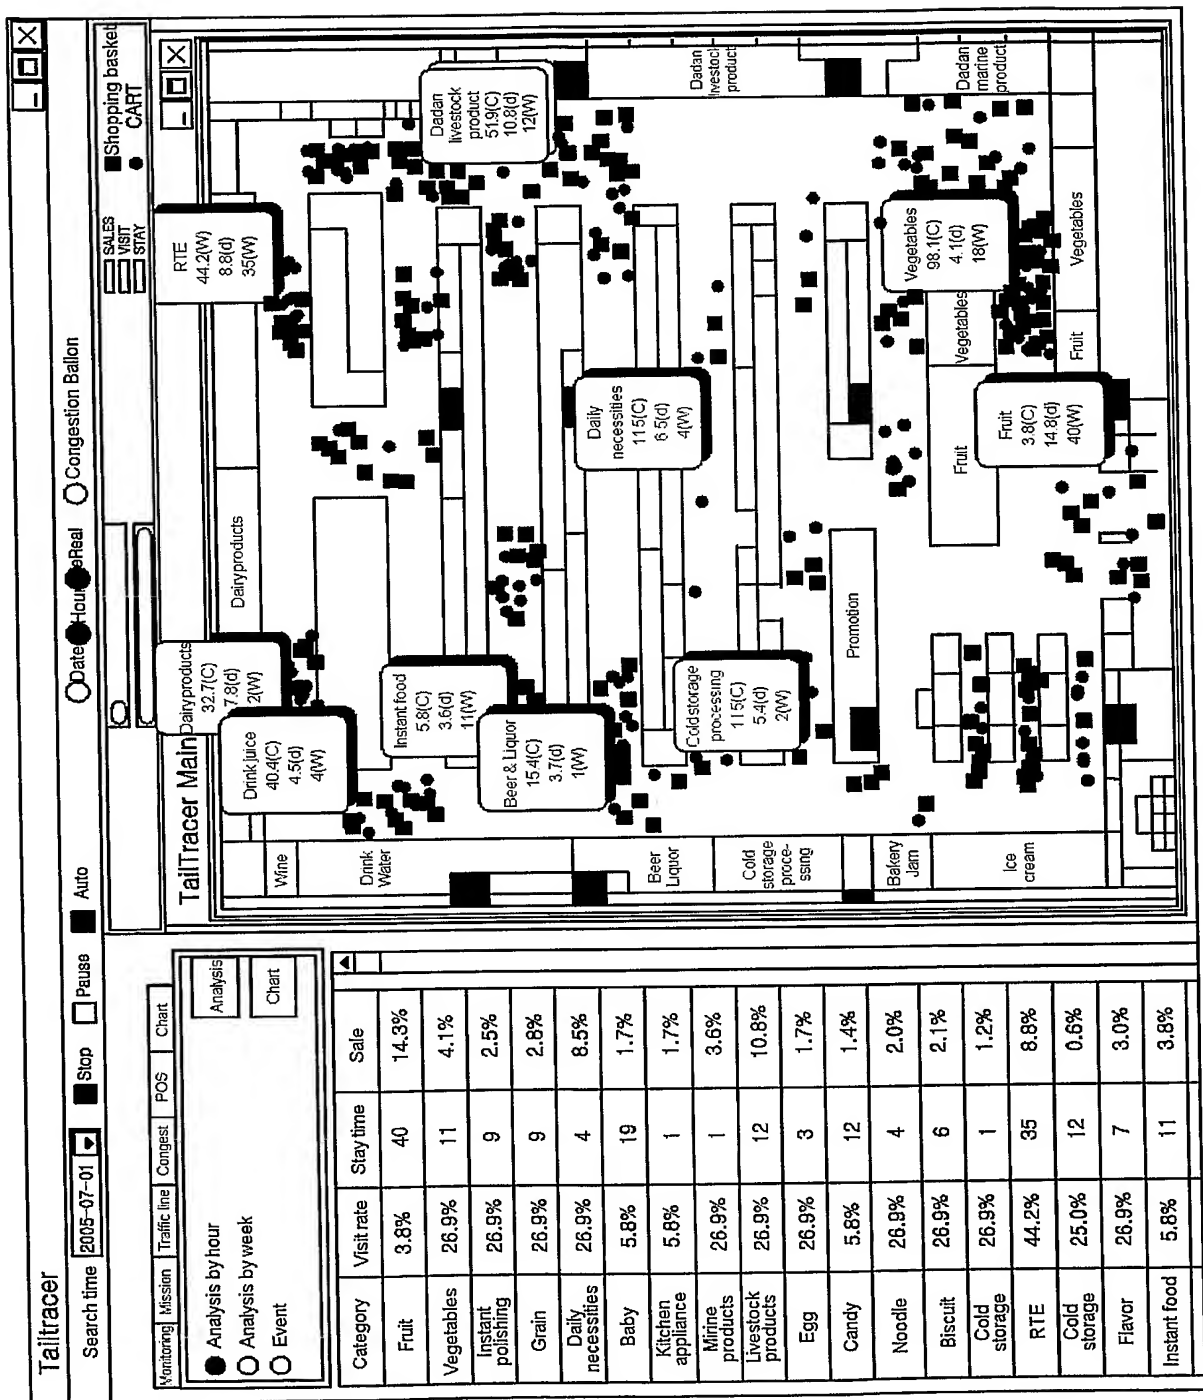 Tailtracer
Search time 2005-07-01 Stop Pause Auto
Date Hour Real Congestion Ballon
Monitoring Mission Traffic line Congest POS Chart
Analysis by hour
Analysis by week
Event
Analysis
Chart
Category Visit rate Stay time Sale
Fruit 3.8% 40 14.3%
Vegetables 26.9% 11 4.1%
Instant
polishing 26.9% 9 2.5%
Grain 26.9% 9 2.8%
Daily
necessities 26.9% 4 8.5%
Baby 5.8% 19 1.7%
Kitchen
appliance 5.8% 1 1.7%
Mirine
products 26.9% 1 3.6%
Livestock
products 26.9% 12 10.8%
Egg 26.9% 3 1.7%
Candy 5.8% 12 1.4%
Noodle 26.9% 4 2.0%
Biscuit 26.9% 6 2.1%
Cold
storage 26.9% 1 1.2%
RTE 44.2% 35 8.8%
Cold
storage 25.0% 12 0.6%
Flavor 26.9% 7 3.0%
Instant food 5.8% 11 3.8%
SALES
VISIT
STAY
Shopping basket
CART
TailTracer Main
Dairyproducts
32.7(C)
7.8(d)
2(W)
Drink juice
40.4(C)
4.5(d)
4(W)
RTE
44.2(W)
8.8(d)
35(W)
Dairyproducts
Wine
Drink
Water
Instant food
5.8(C)
3.6(d)
11(W)
Beer & Liquor
15.4(C)
3.7(d)
1(W)
Dadan
livestock
product
51.9(C)
10.8(d)
12(W)
Daily
necessities
115(C)
6 5(d)
4(W)
Beer
Liquor
Cold
storage
proce-
ssing
Coldstorage
processing
115(C)
5.4(d)
2(W)
Dadan
livestock
product
Promotion
Bakery
Jam
Ice
cream
Vegetables
98.1(C)
4.1(d)
18(W)
Dadan
marine
product
Fruit
Vegetables
Fruit
3.8(C)
14.8(d)
40(W)
Fruit
Vegetables
Vegetables